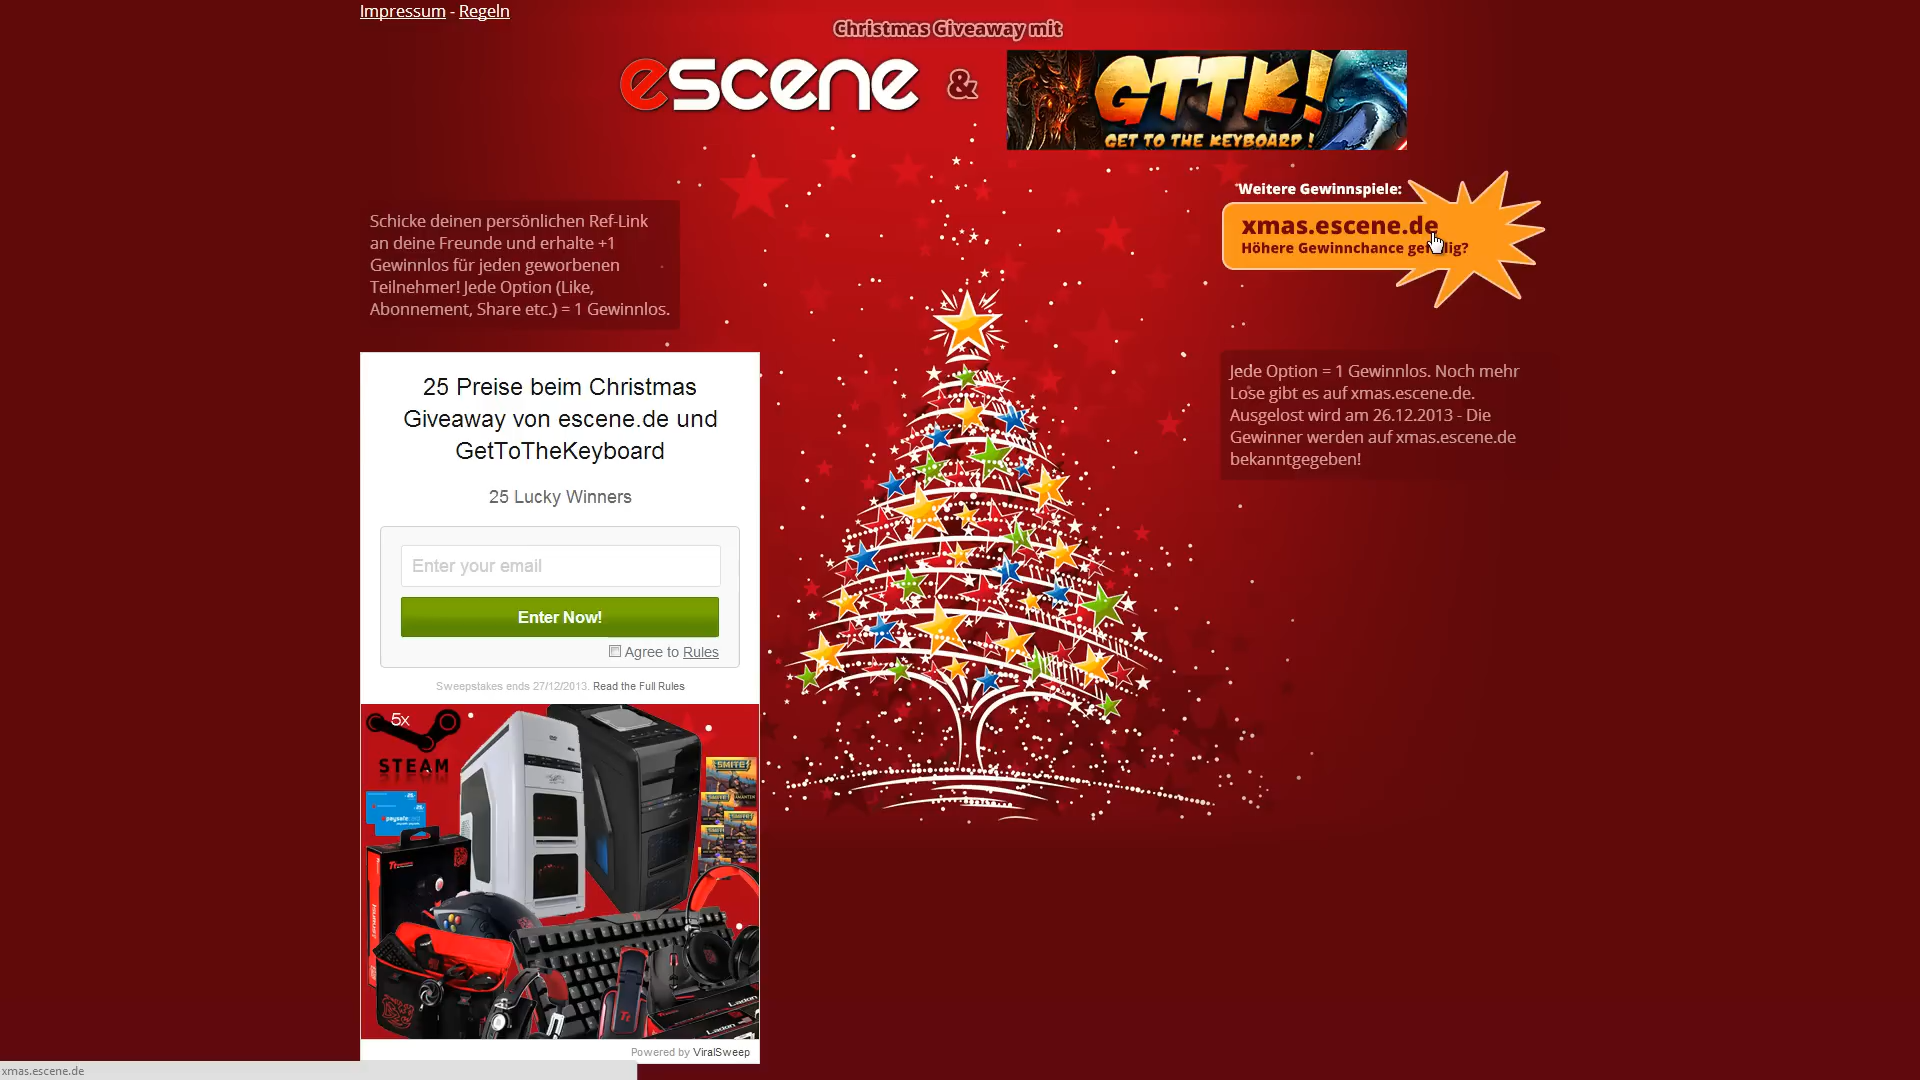 Impressum - Regeln
Christmas Giveaway mit
escene & GTTK!
GET TO THE KEYBOARD !
Weitere Gewinnspiele:
xmas.escene.de
Höhere Gewinnchance gefällig?
Schicke deinen persönlichen Ref-Link
an deine Freunde und erhalte +1
Gewinnlos für jeden geworbenen
Teilnehmer! Jede Option (Like,
Abonnement, Share etc.) = 1 Gewinnlos.
Jede Option = 1 Gewinnlos. Noch mehr
Lose gibt es auf xmas.escene.de.
Ausgelost wird am 26.12.2013 - Die
Gewinner werden auf xmas.escene.de
bekanntgegeben!
25 Preise beim Christmas
Giveaway von escene.de und
GetToTheKeyboard
25 Lucky Winners
Enter your email
Enter Now!
Agree to Rules
Sweepstakes ends 27/12/2013. Read the Full Rules
5x
STEAM
SMITE
paysafecard
Tt
Ladon
Ladon
Powered by ViralSweep
xmas.escene.de